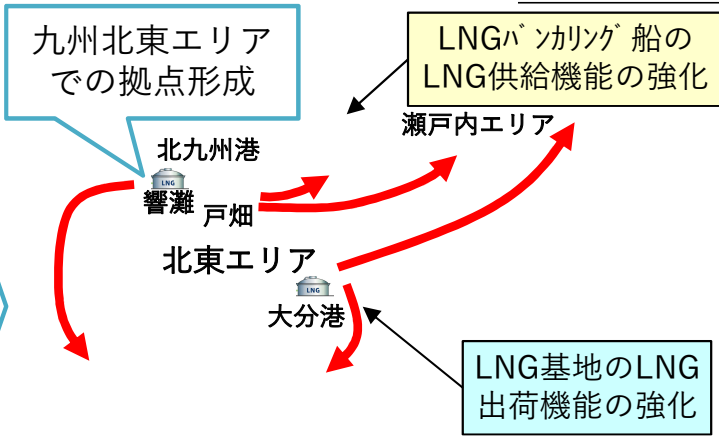 九州北東エリア
での拠点形成
LNGﾊﾞﾝｶﾘﾝｸﾞ船の
LNG供給機能の強化
瀬戸内エリア
北九州港
LNG
響灘
戸畑
北東エリア
LNG
大分港
LNG基地のLNG
出荷機能の強化